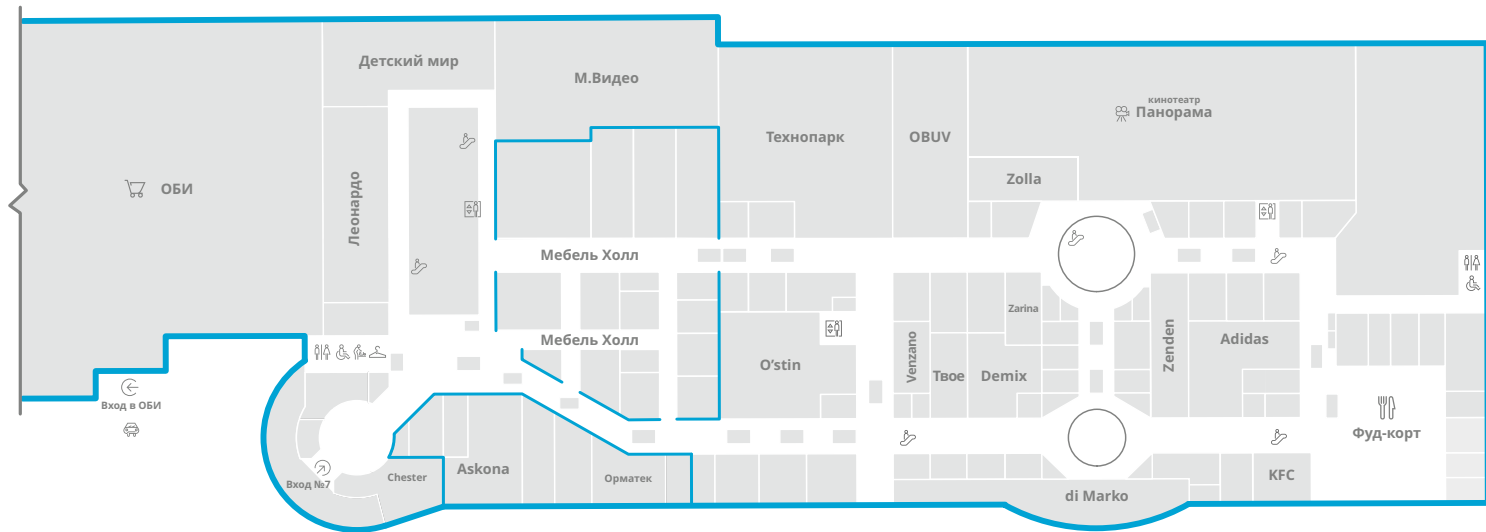 Детский мир
М.Видео
кинотеатр
Панорама
Технопарк
OBUV
Zolla
ОБИ
Леонардо
Мебель Холл
Мебель Холл
Zarina
Venzano
Zenden
Adidas
O’stin
Твое
Demix
Вход в ОБИ
Фуд-корт
Askona
Chester
Орматек
Вход №7
KFC
di Marko